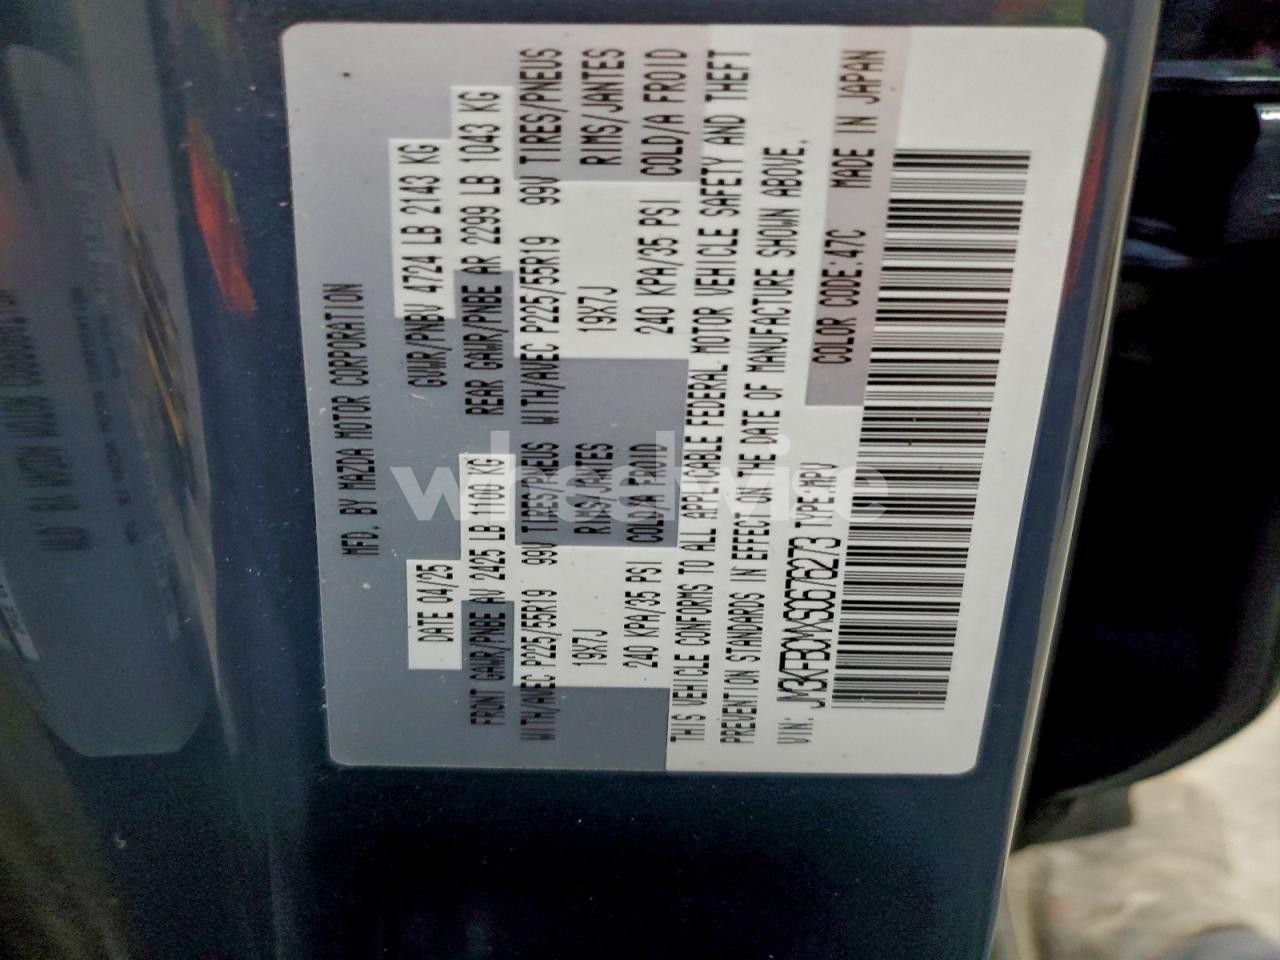 MFD. BY MAZDA MOTOR CORPORATION
DATE 04/25 GVWR/PNBV 4724 LB 2143 KG
FRONT GAWR/PNBE AV 2425 LB 1100 KG REAR GAWR/PNBE AR 2299 LB 1043 KG
WITH/AVEC P225/55R19 99V TIRES/PNEUS WITH/AVEC P225/55R19 99V TIRES/PNEUS
19X7J RIMS/JANTES 19X7J RIMS/JANTES
240 KPA/35 PSI COLD/A FROID 240 KPA/35 PSI COLD/A FROID
THIS VEHICLE CONFORMS TO ALL APPLICABLE FEDERAL MOTOR VEHICLE SAFETY AND THEFT
PREVENTION STANDARDS IN EFFECT ON THE DATE OF MANUFACTURE SHOWN ABOVE.
VIN: JM3KFBCM0S0676273 TYPE:MPV
COLOR CODE:47C MADE IN JAPAN
wheelwise